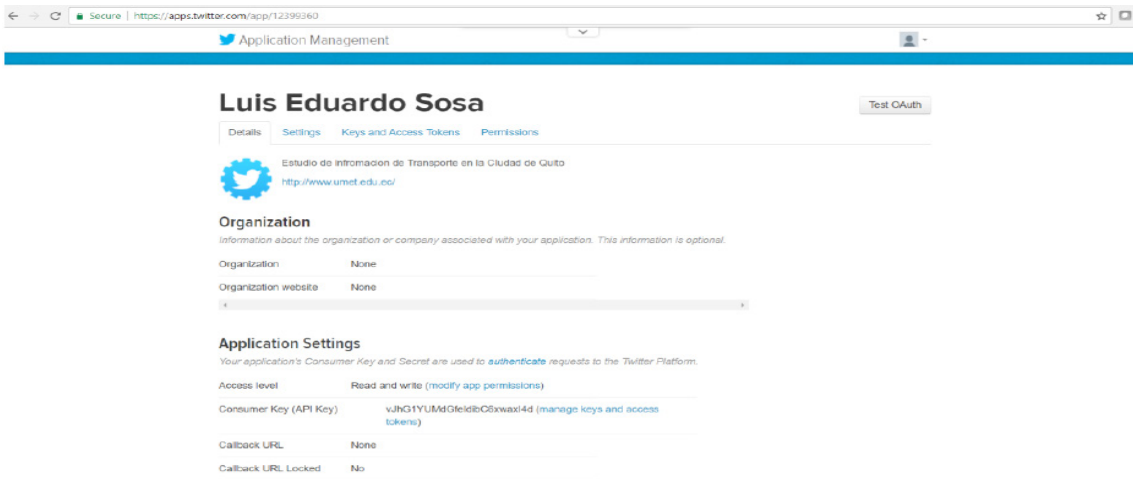 Secure | https://apps.twitter.com/app/12399360
Application Management
Luis Eduardo Sosa
Test OAuth
Details Settings Keys and Access Tokens Permissions
Estudio de infromacion de Transporte en la Ciudad de Quito
http://www.umet.edu.ec/
Organization
Information about the organization or company associated with your application. This information is optional.
Organization None
Organization website None
Application Settings
Your application's Consumer Key and Secret are used to authenticate requests to the Twitter Platform.
Access level Read and write (modify app permissions)
Consumer Key (API Key) (manage keys and access
tokens)
Callback URL None
Callback URL Locked No